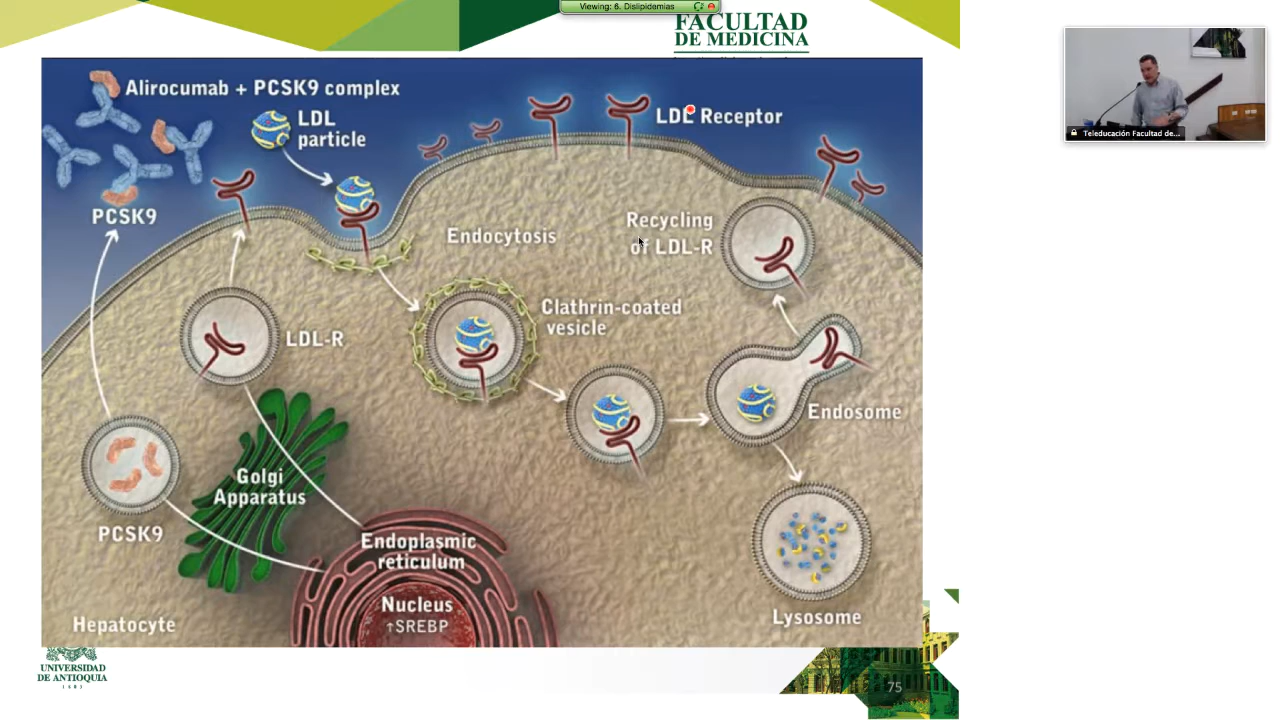 Viewing: 6. Dislipidemias
FACULTAD
DE MEDICINA
Alirocumab + PCSK9 complex
LDL
particle
LDL Receptor
PCSK9
Endocytosis
Recycling
of LDL-R
Clathrin-coated
vesicle
LDL-R
Endosome
Golgi
Apparatus
PCSK9
Endoplasmic
reticulum
Nucleus
↑SREBP
Lysosome
Hepatocyte
UNIVERSIDAD
DE ANTIOQUIA
1803
75
Teleducación Facultad de...